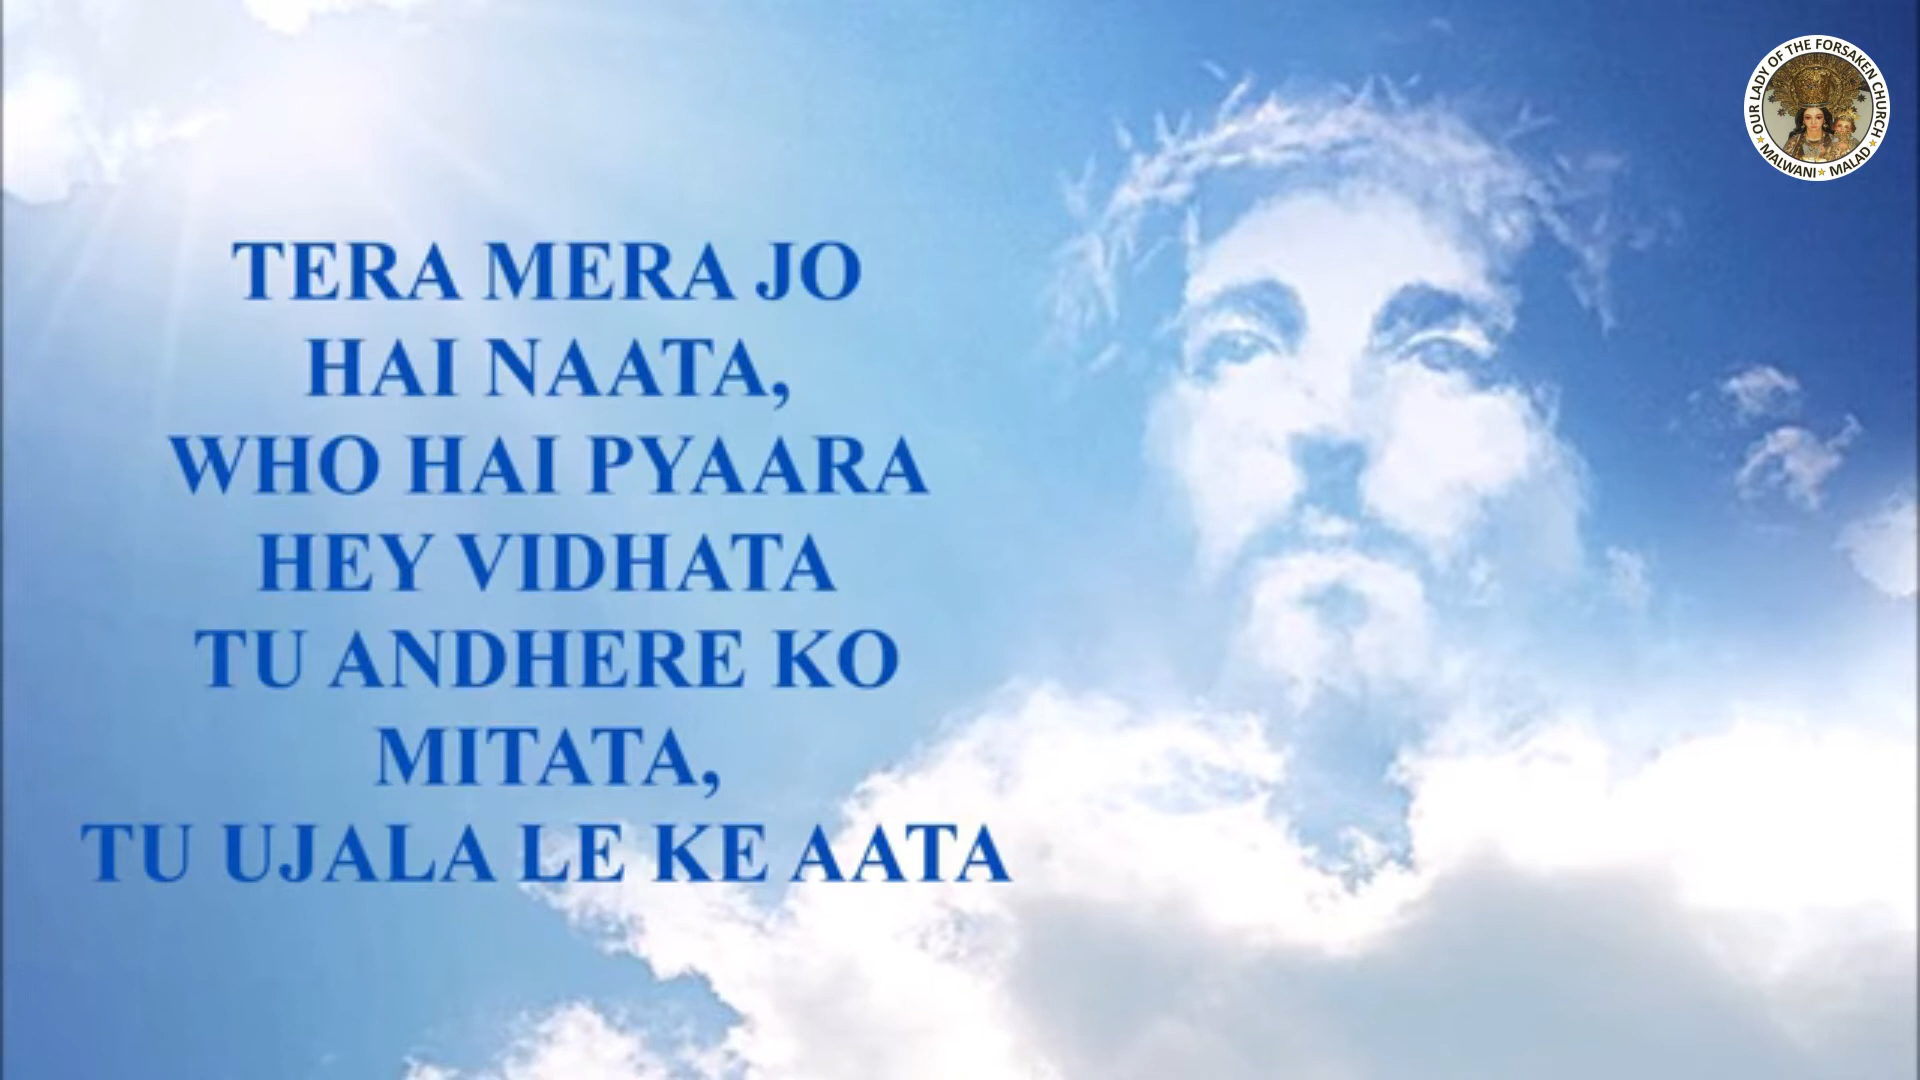 TERA MERA JO
HAI NAATA,
WHO HAI PYAARA
HEY VIDHATA
TU ANDHERE KO
MITATA,
TU UJALA LE KE AATA
OUR LADY OF THE FORSAKEN CHURCH
MALWANI MALAD